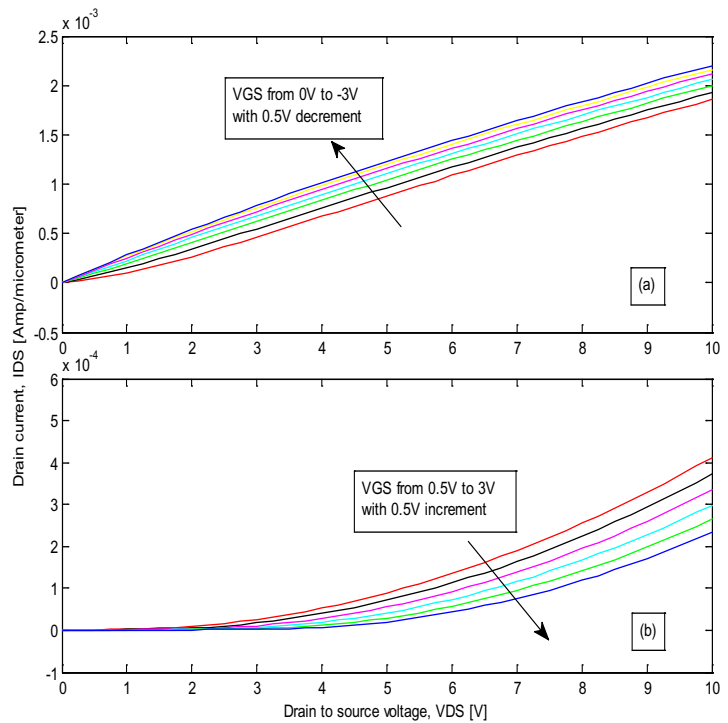 x 10-3
2.5
2
1.5
1
0.5
0
-0.5
VGS from 0V to -3V
with 0.5V decrement
(a)
0 1 2 3 4 5 6 7 8 9 10
Drain current, IDS [Amp/micrometer]
x 10-4
6
5
4
3
2
1
0
-1
VGS from 0.5V to 3V
with 0.5V increment
(b)
0 1 2 3 4 5 6 7 8 9 10
Drain to source voltage, VDS [V]